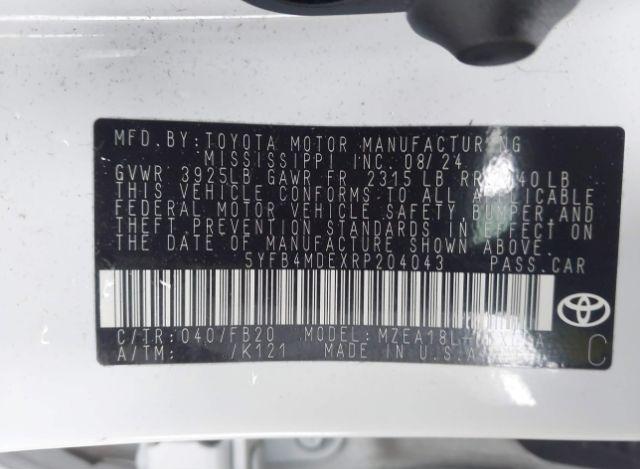 MFD. BY: TOYOTA MOTOR MANUFACTURING
MISSISSIPPI INC. 08/24
GVWR 3925LB GAWR FR 2315 LB LB
THIS VEHICLE CONFORMS TO ALL APPLICABLE
FEDERAL MOTOR VEHICLE SAFETY, BUMPER, AND
THEFT PREVENTION STANDARDS IN EFFECT ON
THE DATE OF MANUFACTURE SHOWN ABOVE.
5YFB4MDEXRP204043 PASS.CAR
C/TR: 040/FB20 MODEL:
A/TM: /K121 MADE IN U.S.A.
C